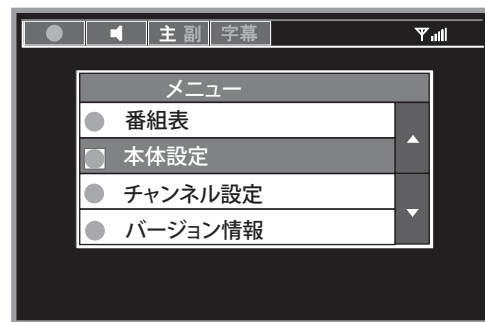 主 副 字幕
メニュー
番組表
本体設定
チャンネル設定
バージョン情報